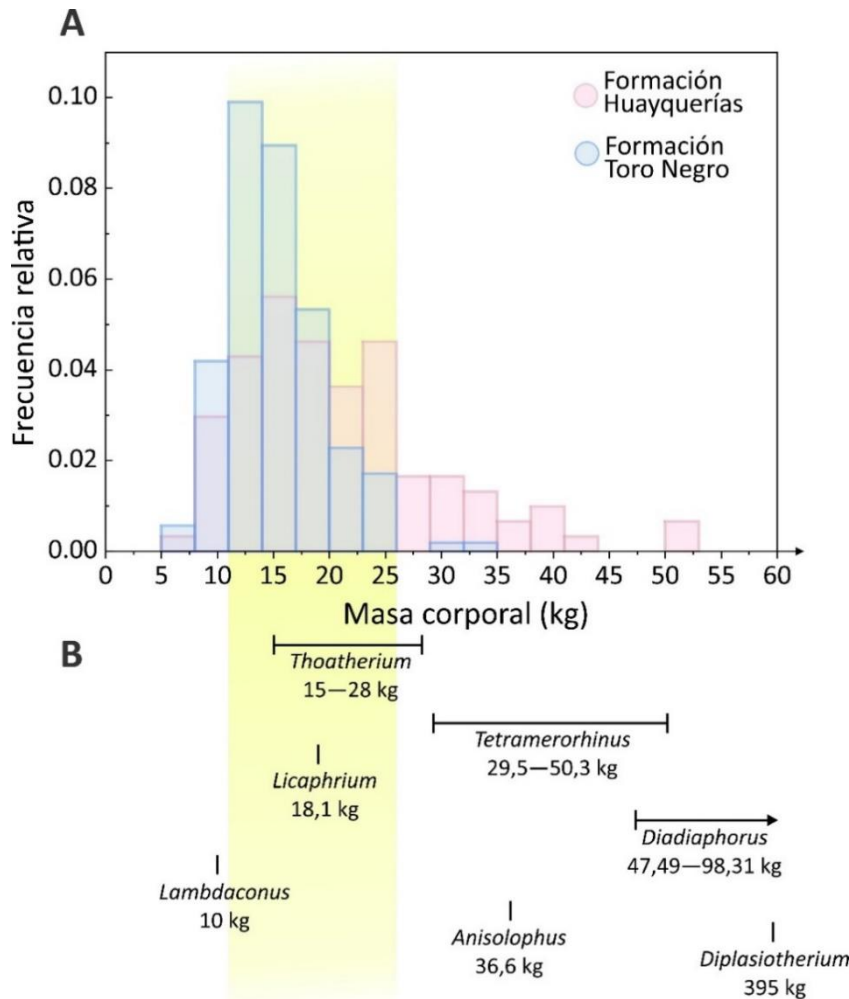 A
Formación
Huayquerías
Formación
Toro Negro
Frecuencia relativa
0.10
0.08
0.06
0.04
0.02
0.00
0 5 10 15 20 25 30 35 40 45 50 55 60
Masa corporal (kg)
B
Thoatherium
15—28 kg
Tetramerorhinus
29,5—50,3 kg
Licaphrium
18,1 kg
Diadiaphorus
47,49—98,31 kg
Lambdaconus
10 kg
Anisolophus
36,6 kg
Diplasiotherium
395 kg